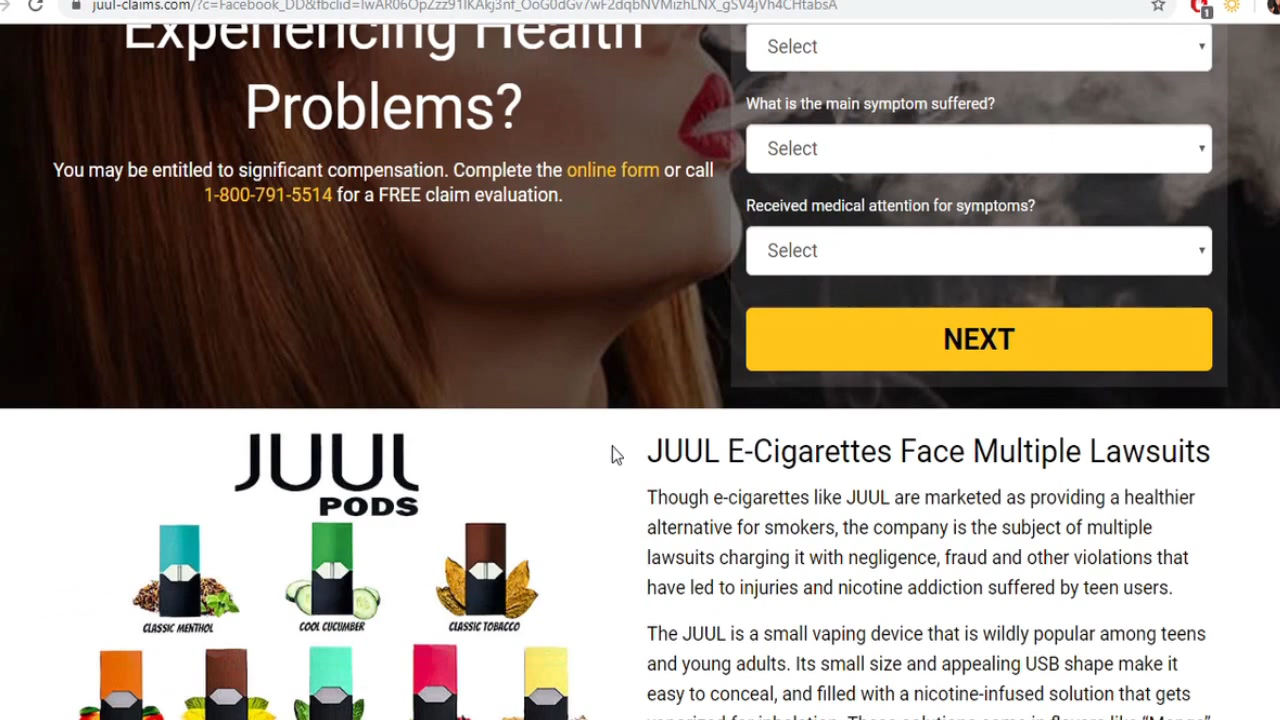 juul-claims.com/?c=Facebook_DD&fbclid=
Experiencing Health
Problems?
You may be entitled to significant compensation. Complete the online form or call
1-800-791-5514 for a FREE claim evaluation.
Select
What is the main symptom suffered?
Select
Received medical attention for symptoms?
Select
NEXT
JUUL
PODS
CLASSIC MENTHOL
COOL CUCUMBER
CLASSIC TOBACCO
JUUL E-Cigarettes Face Multiple Lawsuits
Though e-cigarettes like JUUL are marketed as providing a healthier
alternative for smokers, the company is the subject of multiple
lawsuits charging it with negligence, fraud and other violations that
have led to injuries and nicotine addiction suffered by teen users.
The JUUL is a small vaping device that is wildly popular among teens
and young adults. Its small size and appealing USB shape make it
easy to conceal, and filled with a nicotine-infused solution that gets